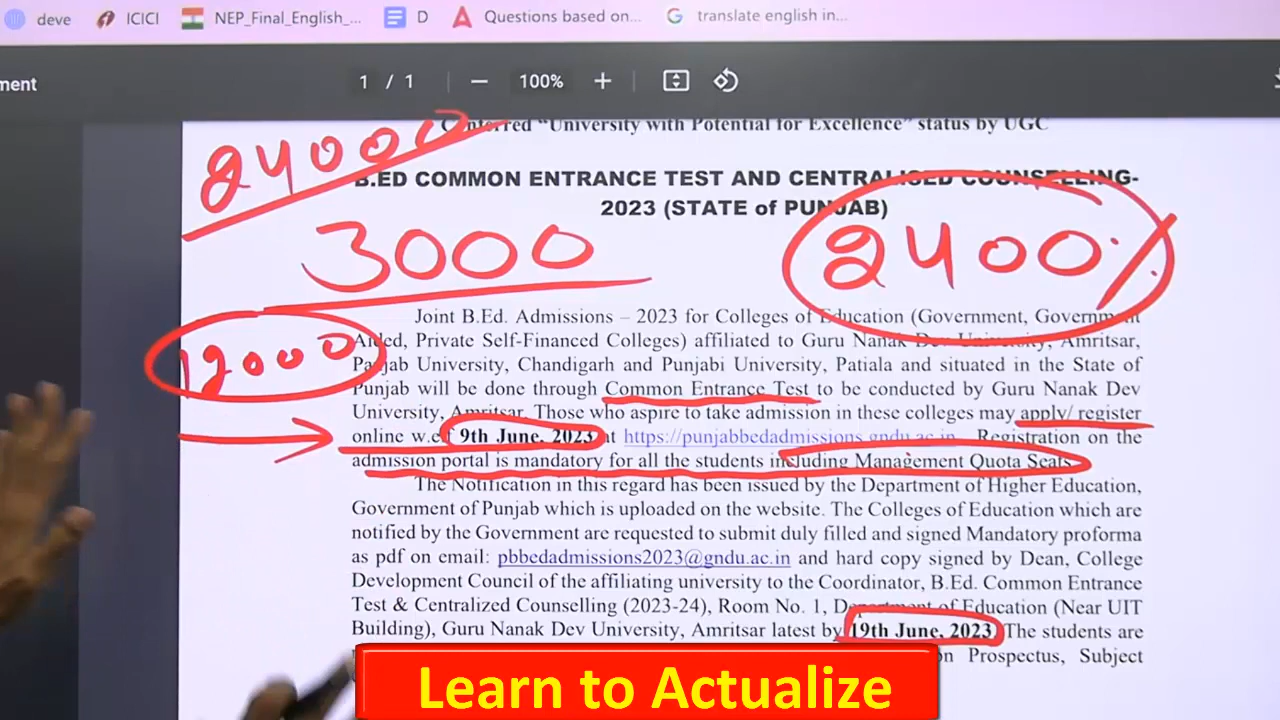 deve ICICI NEP_Final_English_... D Questions based on... translate english in...
ment 1 / 1 100%
Conferred "University with Potential for Excellence" status by UGC
24000
B.ED COMMON ENTRANCE TEST AND CENTRALISED COUNSELLING-
2023 (STATE of PUNJAB)
3000 2400/
12000
Joint B.Ed. Admissions – 2023 for Colleges of Education (Government, Government
Aided, Private Self-Financed Colleges) affiliated to Guru Nanak Dev University, Amritsar,
Panjab University, Chandigarh and Punjabi University, Patiala and situated in the State of
Punjab will be done through Common Entrance Test to be conducted by Guru Nanak Dev
University, Amritsar. Those who aspire to take admission in these colleges may apply/ register
online w.e.f 9th June, 2023 at https://punjabbedadmissions.gndu.ac.in Registration on the
admission portal is mandatory for all the students including Management Quota Seats.
The Notification in this regard has been issued by the Department of Higher Education,
Government of Punjab which is uploaded on the website. The Colleges of Education which are
notified by the Government are requested to submit duly filled and signed Mandatory proforma
as pdf on email: pbbedadmissions2023@gndu.ac.in and hard copy signed by Dean, College
Development Council of the affiliating university to the Coordinator, B.Ed. Common Entrance
Test & Centralized Counselling (2023-24), Room No. 1, Department of Education (Near UIT
Building), Guru Nanak Dev University, Amritsar latest by 19th June, 2023 The students are
on Prospectus, Subject
Learn to Actualize